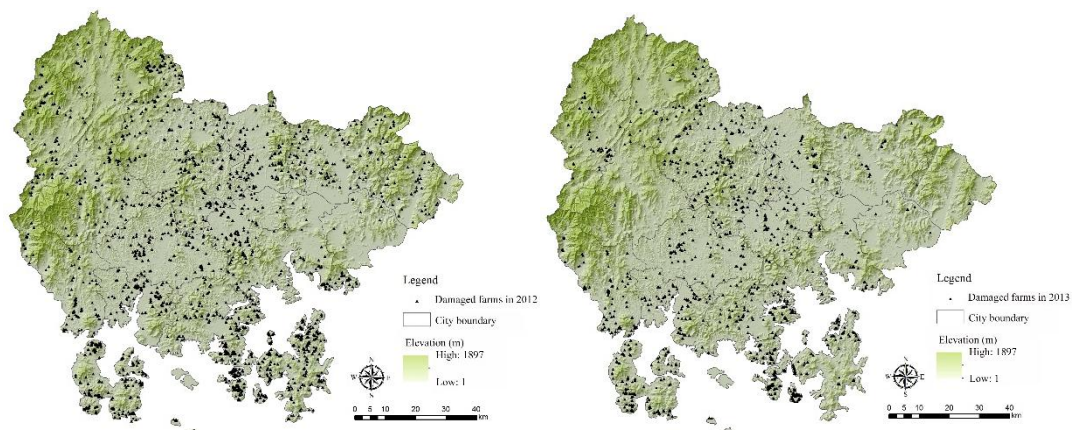 Legend
Damaged farms in 2012
City boundary
Elevation (m)
High: 1897
Low: 1
N
W
S
0 5 10 20 30 40
km
Legend
Damaged farms in 2013
City boundary
Elevation (m)
High: 1897
Low: 1
N
W E
S
0 5 10 20 30 40
km